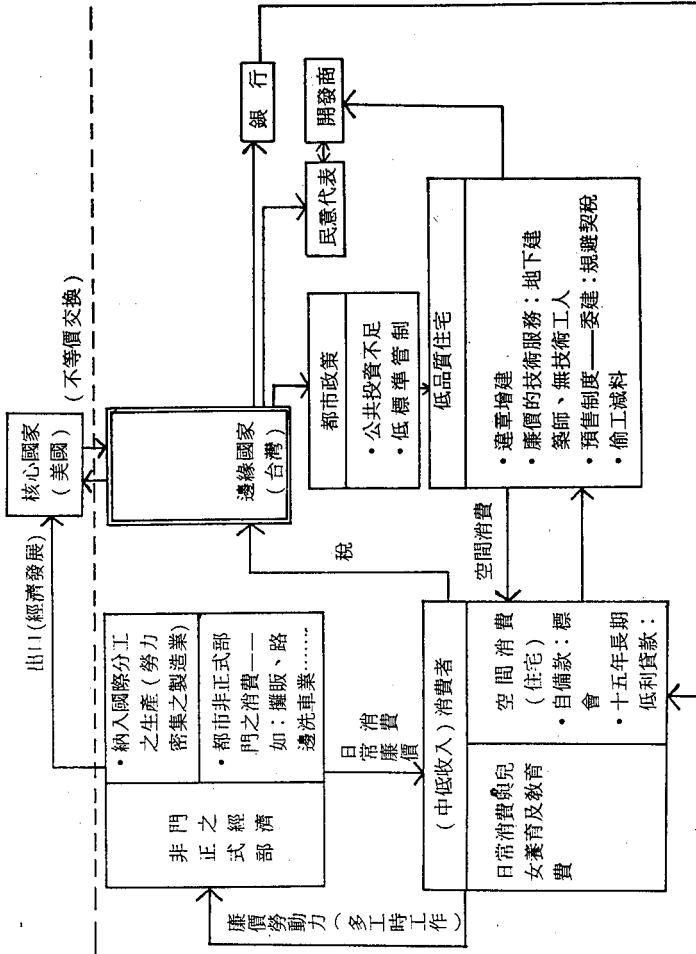 核心國家
(美國)
(不等價交換)
出口(經濟發展)
邊緣國家
(台灣)
銀行
民意代表
開發商
都市政策
• 公共投資不足
• 低標準管制
低品質住宅
• 違章增建
• 廉價的技術服務：地下建
築師、無技術工人
• 預售制度——委建：規避契稅
• 偷工減料
稅
空間消費
非正式部
門之經濟
• 納入國際分工
之生產(勞力
密集之製造業)
• 都市非正式部
門之消費——
如：攤販、路
邊洗車業……
日常廉價
消費
廉價勞動力(多工時工作)
(中低收入)消費者
日常消費與兒
女養育及教育
費
空間消費
(住宅)
• 自備款：標
會
• 十五年長期
低利貸款：